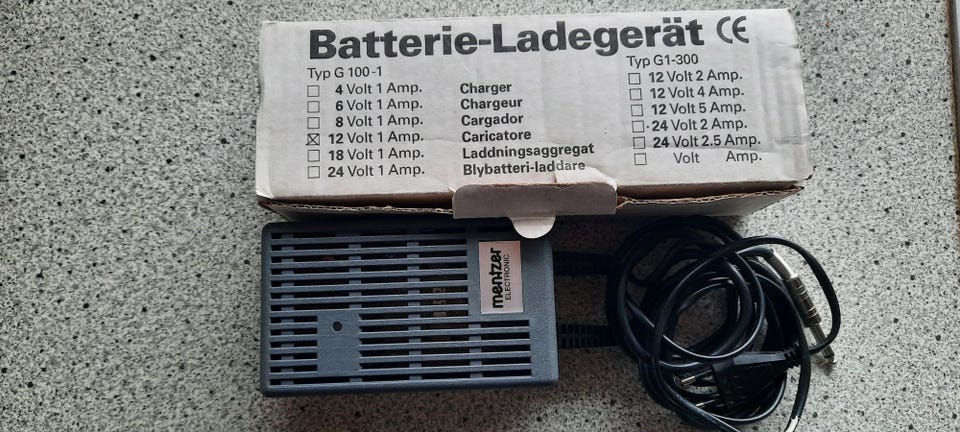 Batterie-Ladegerät CE
Typ G 100-1
☐ 4 Volt 1 Amp.
☐ 6 Volt 1 Amp.
☐ 8 Volt 1 Amp.
☒ 12 Volt 1 Amp.
☐ 18 Volt 1 Amp.
☐ 24 Volt 1 Amp.
Charger
Chargeur
Cargador
Caricatore
Laddningsaggregat
Blybatteri-laddare
Typ G1-300
☐ 12 Volt 2 Amp.
☐ 12 Volt 4 Amp.
☐ 12 Volt 5 Amp.
☐ 24 Volt 2 Amp.
☐ 24 Volt 2.5 Amp.
☐ Volt Amp.
mentzer
ELECTRONIC